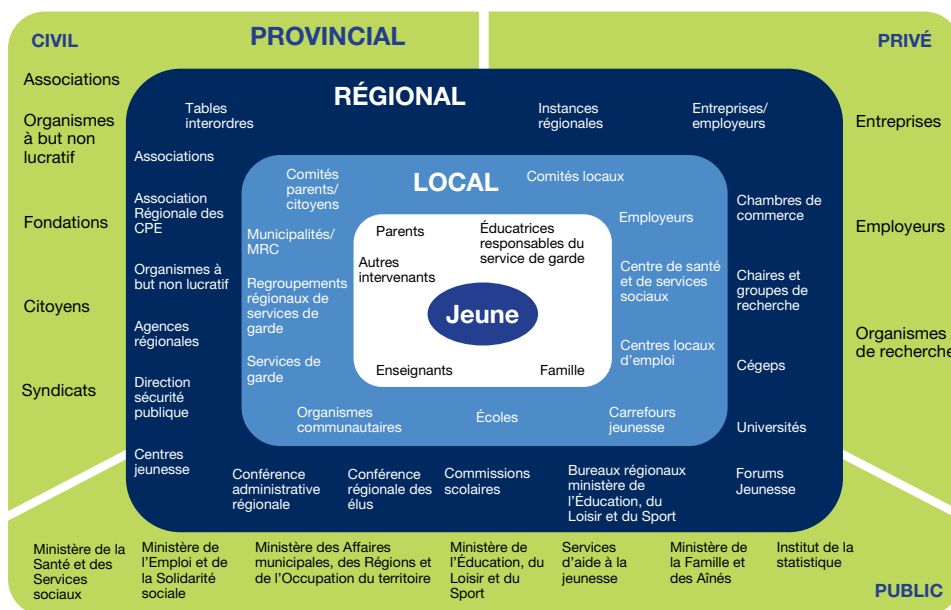 CIVIL
PROVINCIAL
PRIVÉ
Associations
Organismes
à but non
lucratif
Fondations
Citoyens
Syndicats
RÉGIONAL
Tables
interordres
Instances
régionales
Entreprises/
employeurs
Associations
Association
Régionale des
CPE
Organismes à
but non lucratif
Agences
régionales
Direction
sécurité
publique
Centres
jeunesse
LOCAL
Comités
parents/
citoyens
Comités locaux
Municipalités/
MRC
Regroupements
régionaux de
services de
garde
Services de
garde
Parents
Éducatrices
responsables du
service de garde
Autres
intervenants
Jeune
Enseignants
Famille
Employeurs
Centre de santé
et de services
sociaux
Centres locaux
d’emploi
Organismes
communautaires
Écoles
Carrefours
jeunesse
Chambres de
commerce
Chaires et
groupes de
recherche
Cégeps
Universités
Forums
Jeunesse
Conférence
administrative
régionale
Conférence
régionale des
élus
Commissions
scolaires
Bureaux régionaux
ministère de
l’Éducation, du
Loisir et du Sport
Entreprises
Employeurs
Organismes
de recherche
Ministère de la
Santé et des
Services
sociaux
Ministère de
l’Emploi et de
la Solidarité
sociale
Ministère des Affaires
municipales, des Régions et
de l’Occupation du territoire
Ministère de
l’Éducation, du
Loisir et du
Sport
Services
d’aide à la
jeunesse
Ministère de
la Famille et
des Aînés
Institut de la
statistique
PUBLIC